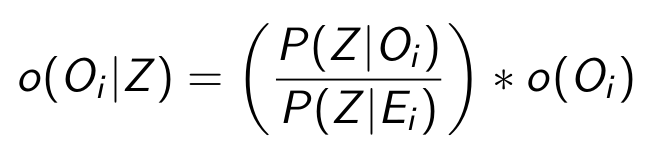 o(O_i|Z) = (P(Z|O_i) / P(Z|E_i)) * o(O_i)